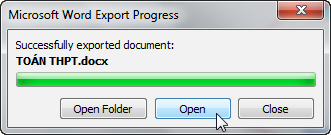 Microsoft Word Export Progress
Successfully exported document:
TOÁN THPT.docx
Open Folder
Open
Close